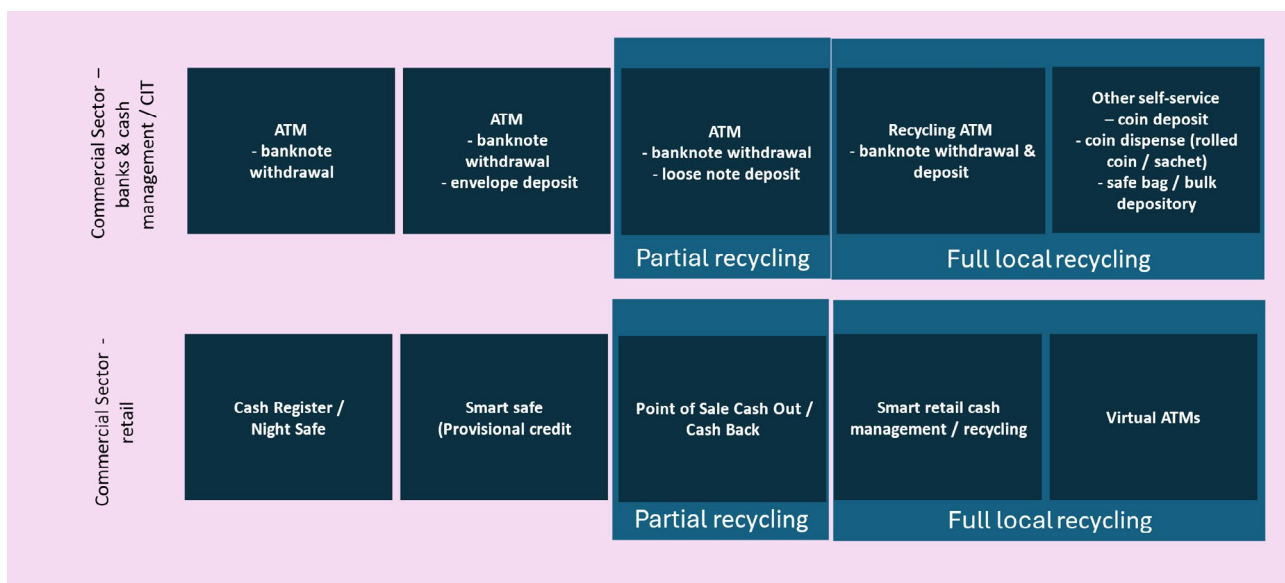 Commercial Sector –
banks & cash
management / CIT
ATM
- banknote
withdrawal
ATM
- banknote
withdrawal
- envelope deposit
ATM
- banknote withdrawal
- loose note deposit
Partial recycling
Recycling ATM
- banknote withdrawal &
deposit
Other self-service
– coin deposit
- coin dispense (rolled
coin / sachet)
- safe bag / bulk
depository
Full local recycling
Commercial Sector -
retail
Cash Register /
Night Safe
Smart safe
(Provisional credit
Point of Sale Cash Out /
Cash Back
Partial recycling
Smart retail cash
management / recycling
Virtual ATMs
Full local recycling